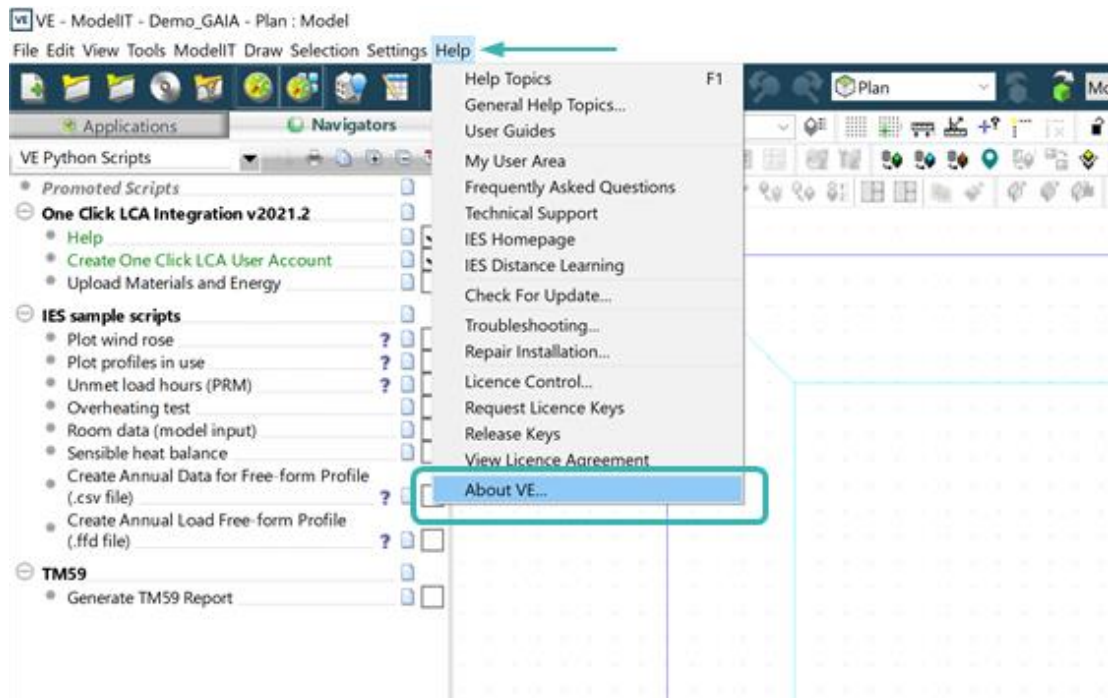 VE VE - ModelIT - Demo_GAIA - Plan : Model
File Edit View Tools ModelIT Draw Selection Settings Help
Help Topics F1
General Help Topics...
User Guides
My User Area
Frequently Asked Questions
Technical Support
IES Homepage
IES Distance Learning
Check For Update...
Troubleshooting...
Repair Installation...
Licence Control...
Request Licence Keys
Release Keys
View Licence Agreement
About VE...
Plan
Applications
Navigators
VE Python Scripts
Promoted Scripts
One Click LCA Integration v2021.2
Help
Create One Click LCA User Account
Upload Materials and Energy
IES sample scripts
Plot wind rose ?
Plot profiles in use ?
Unmet load hours (PRM) ?
Overheating test
Room data (model input)
Sensible heat balance
Create Annual Data for Free-form Profile
(.csv file) ?
Create Annual Load Free-form Profile
(.ffd file) ?
TM59
Generate TM59 Report